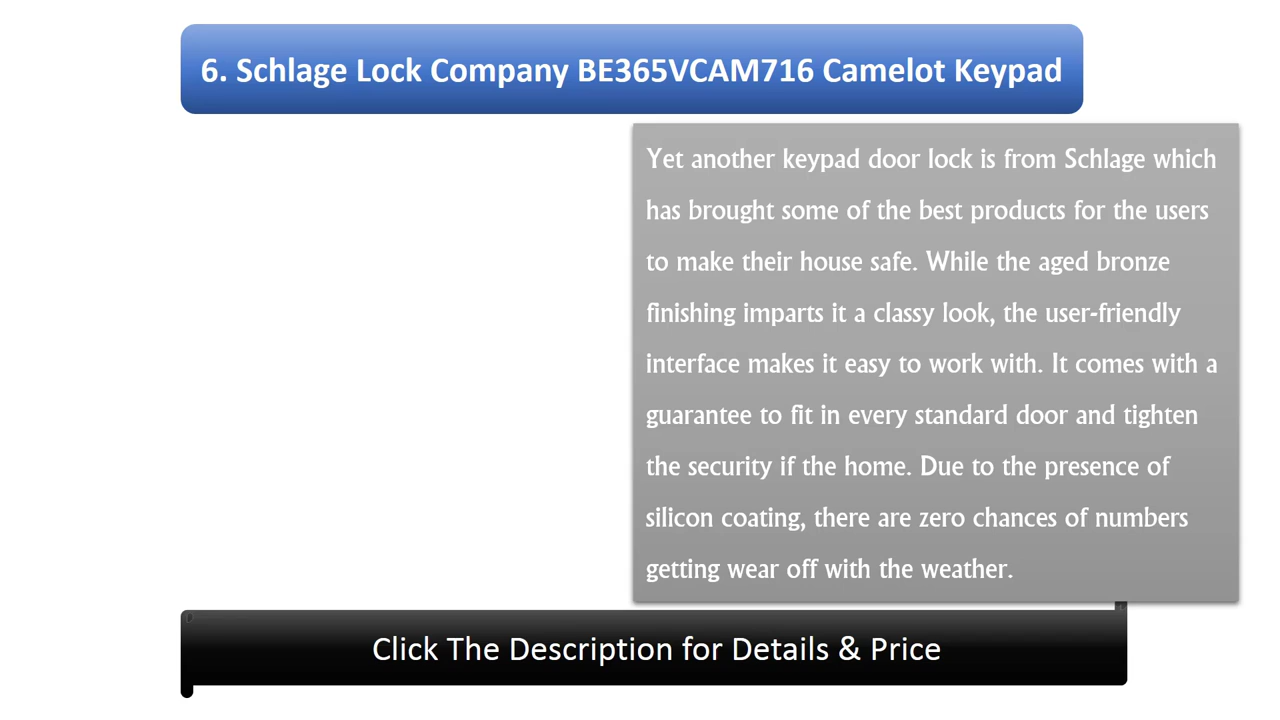 6. Schlage Lock Company BE365VCAM716 Camelot Keypad
Yet another keypad door lock is from Schlage which
has brought some of the best products for the users
to make their house safe. While the aged bronze
finishing imparts it a classy look, the user-friendly
interface makes it easy to work with. It comes with a
guarantee to fit in every standard door and tighten
the security if the home. Due to the presence of
silicon coating, there are zero chances of numbers
getting wear off with the weather.
Click The Description for Details & Price